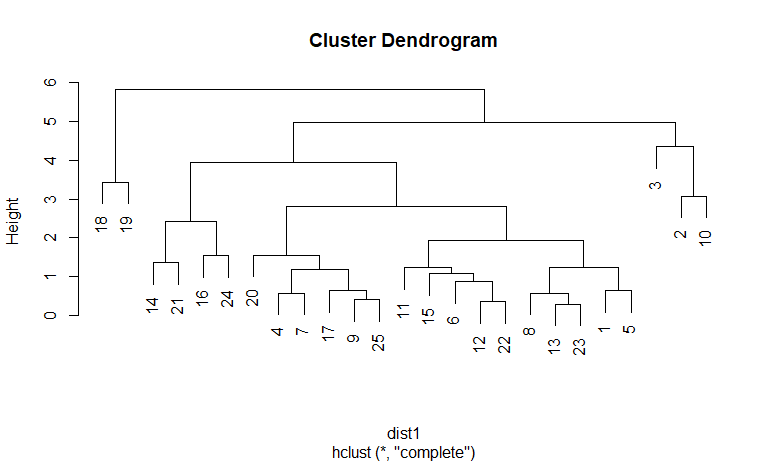 Cluster Dendrogram
Height
0 1 2 3 4 5 6
18 19 14 21 16 24 20 4 7 17 9 25 11 15 6 12 22 8 13 23 1 5 3 2 10
dist1
hclust (*, "complete")